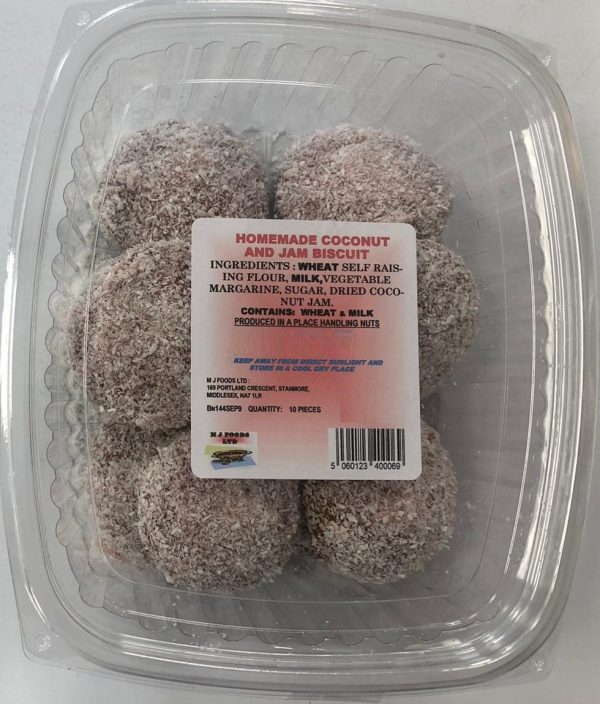 HOMEMADE COCONUT
AND JAM BISCUIT
INGREDIENTS : WHEAT SELF RAIS-
ING FLOUR, MILK,VEGETABLE
MARGARINE, SUGAR, DRIED COCO-
NUT JAM.
CONTAINS: WHEAT & MILK
PRODUCED IN A PLACE HANDLING NUTS
KEEP AWAY FROM DIRECT SUNLIGHT AND
STORE IN A COOL DRY PLACE
M J FOODS LTD :
169 PORTLAND CRESCENT, STANMORE,
MIDDLESEX, HA7 1LR
BN144SEP9 QUANTITY: 10 PIECES
M J FOODS
LTD
5 060123 400069